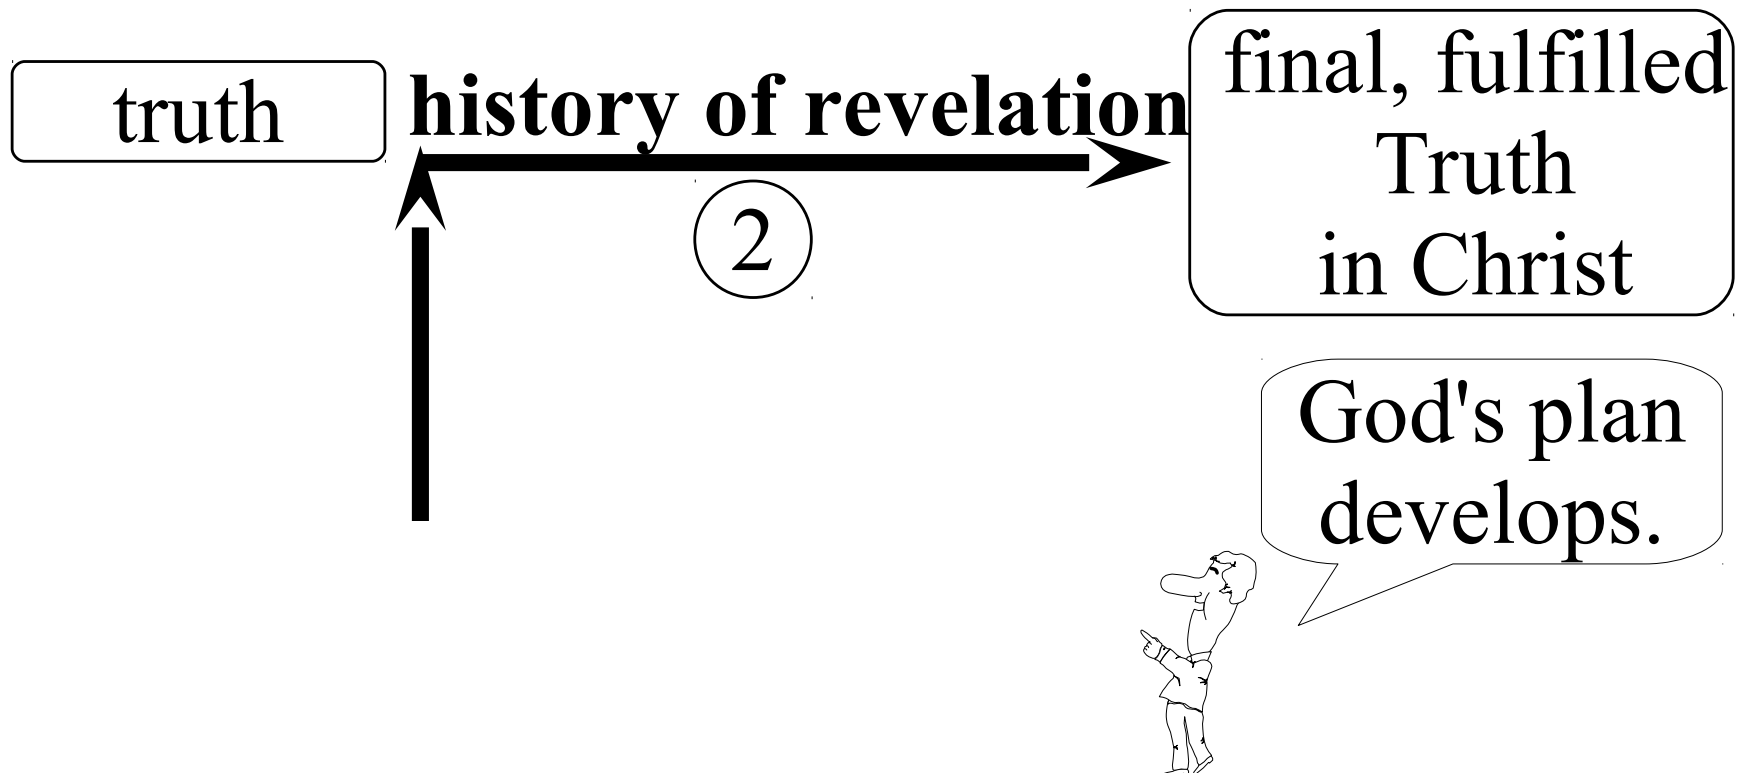 truth
history of revelation
final, fulfilled
Truth
in Christ
2
God's plan
develops.